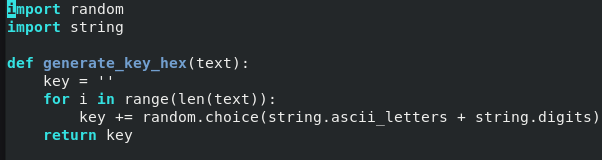 import random
import string

def generate_key_hex(text):
    key = ''
    for i in range(len(text)):
        key += random.choice(string.ascii_letters + string.digits)
    return key